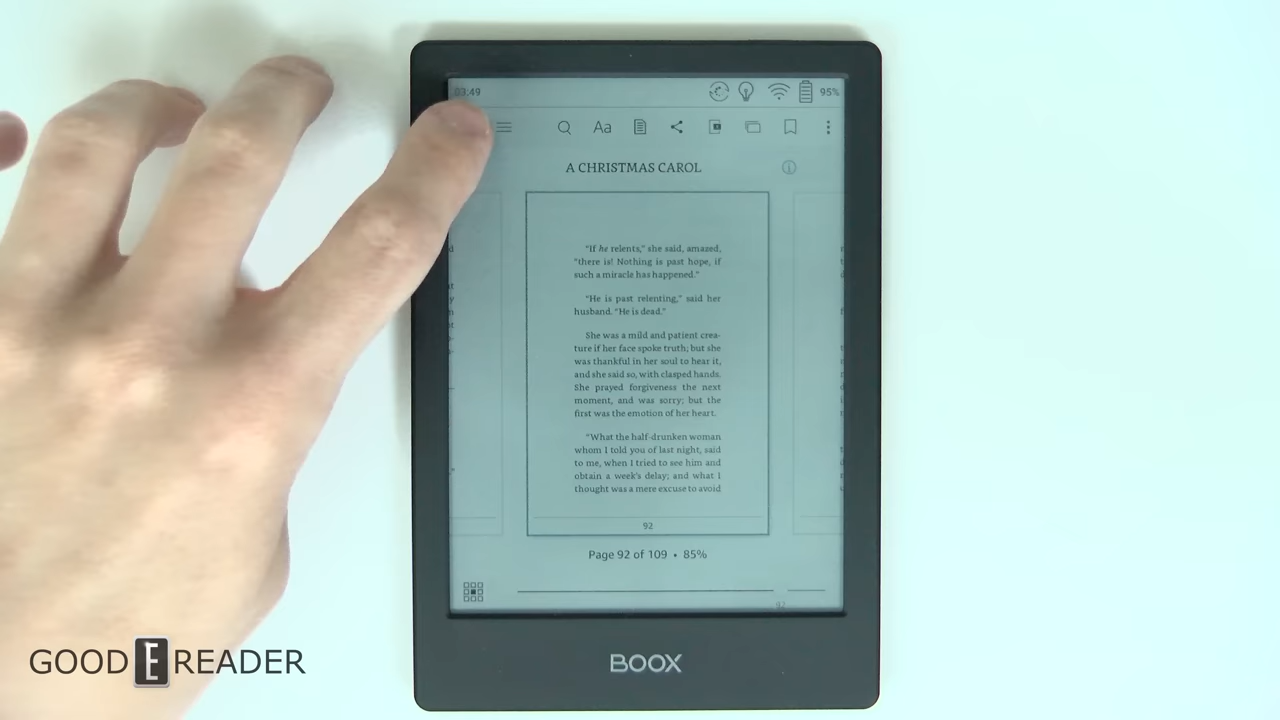 03:49
95%
Aa
A CHRISTMAS CAROL
"If he relents," she said, amazed,
"there is! Nothing is past hope, if
such a miracle has happened."
"He is past relenting," said her
husband. "He is dead."
She was a mild and patient crea-
ture if her face spoke truth; but she
was thankful in her soul to hear it,
and she said so, with clasped hands.
She prayed forgiveness the next
moment, and was sorry; but the
first was the emotion of her heart.
"What the half-drunken woman
whom I told you of last night, said
to me, when I tried to see him and
obtain a week's delay; and what I
thought was a mere excuse to avoid
92
Page 92 of 109 • 85%
92
BOOX
GOOD E READER